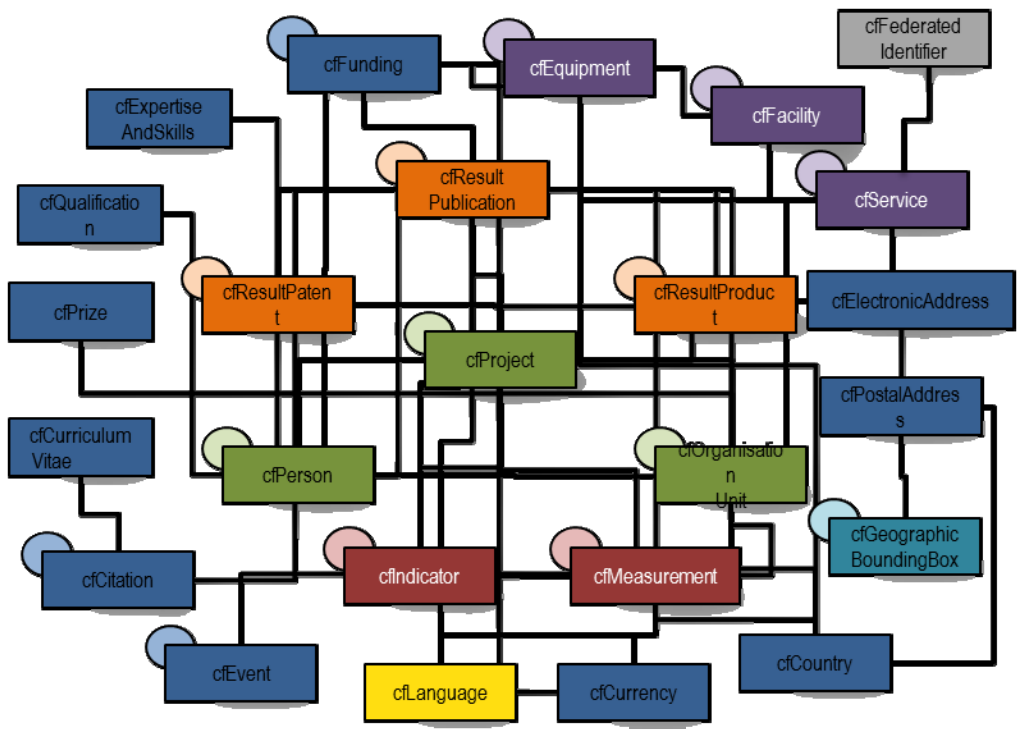 cfFederated
Identifier
cfFunding
cfEquipment
cfExpertise
AndSkills
cfFacility
cfResult
Publication
cfQualificatio
n
cfService
cfResultPaten
t
cfResultProduc
t
cfPrize
cfElectronicAddress
cfProject
cfPostalAddres
s
cfCurriculum
Vitae
cfPerson
cfOrganisatio
n
Unit
cfGeographic
BoundingBox
cfCitation
cfIndicator
cfMeasurement
cfEvent
cfLanguage
cfCurrency
cfCountry